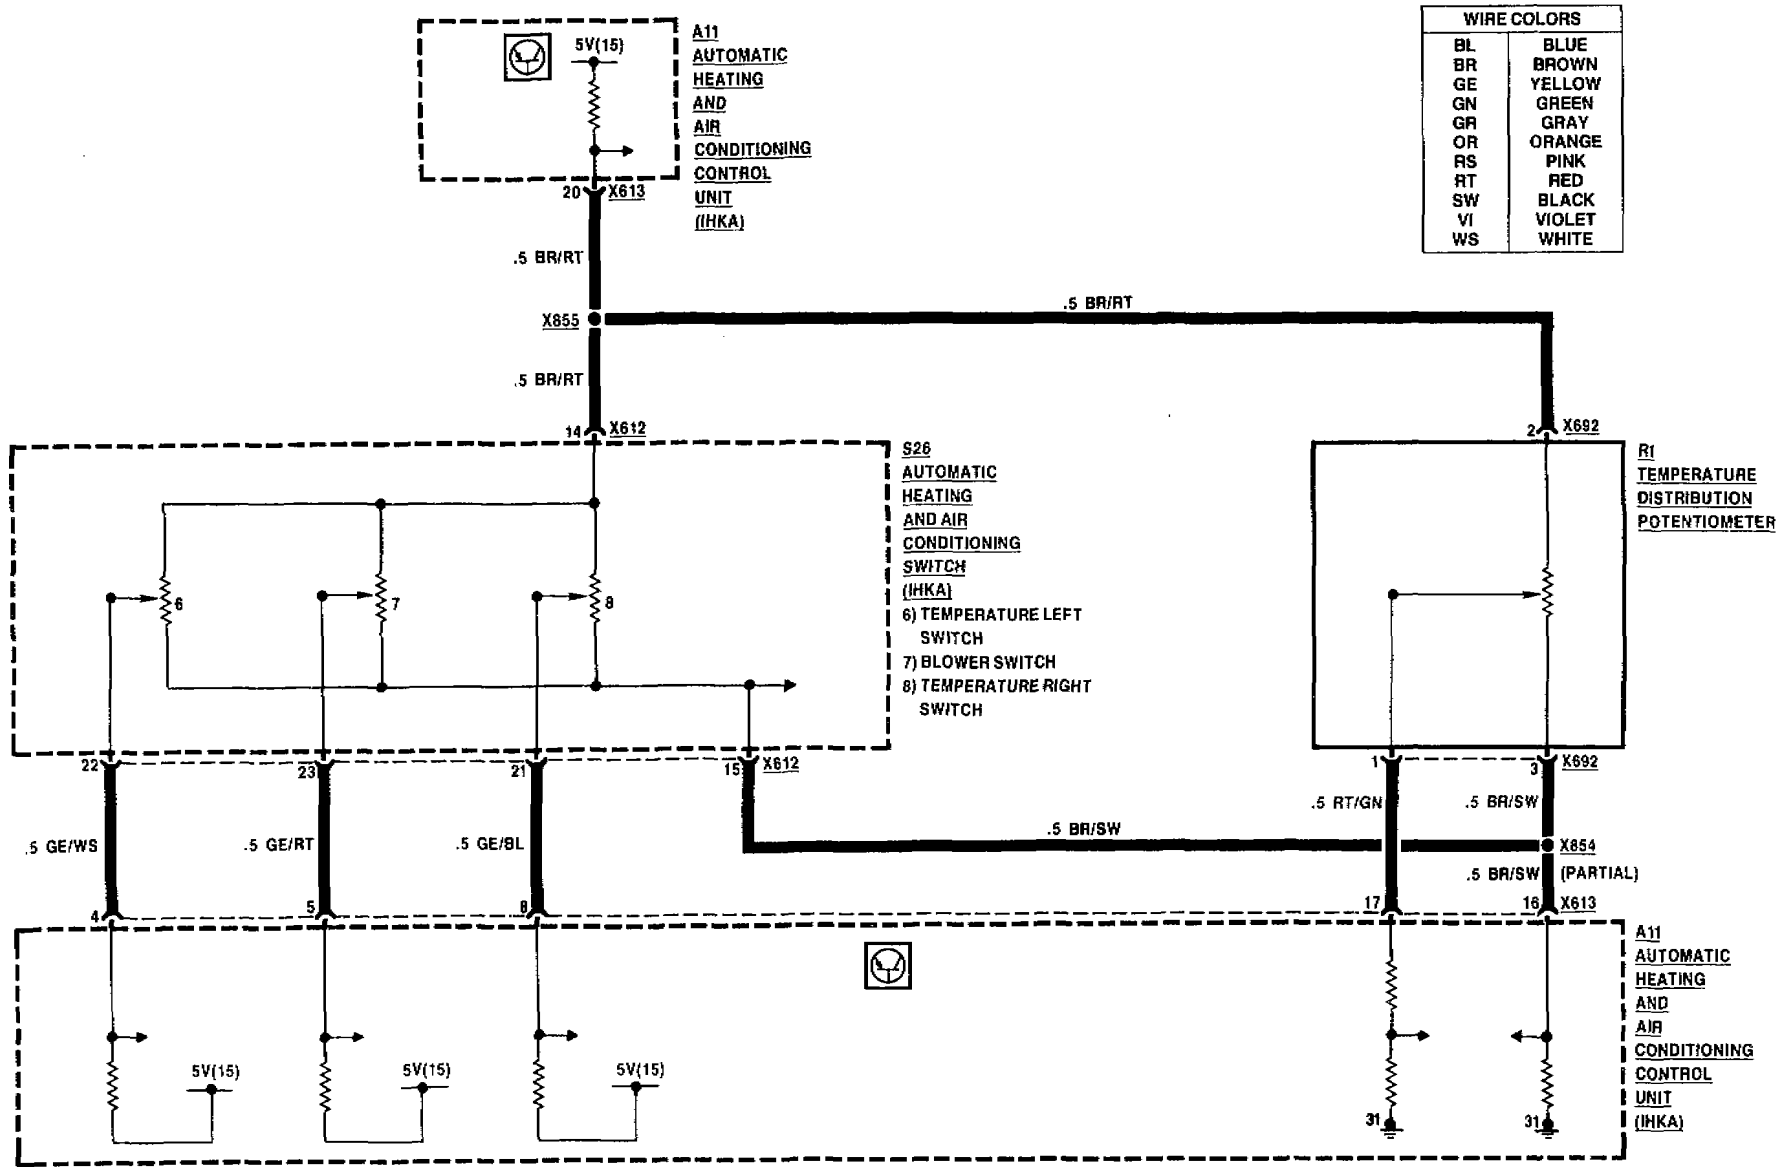 5V(15)
A11
AUTOMATIC
HEATING
AND
AIR
CONDITIONING
CONTROL
UNIT
(IHKA)
20 X613
WIRE COLORS
BL BLUE
BR BROWN
GE YELLOW
GN GREEN
GR GRAY
OR ORANGE
RS PINK
RT RED
SW BLACK
VI VIOLET
WS WHITE
.5 BR/RT
X855
.5 BR/RT
.5 BR/RT
14 X612
2 X692
S26
AUTOMATIC
HEATING
AND AIR
CONDITIONING
SWITCH
(IHKA)
6) TEMPERATURE LEFT
SWITCH
7) BLOWER SWITCH
8) TEMPERATURE RIGHT
SWITCH
6
7
8
R1
TEMPERATURE
DISTRIBUTION
POTENTIOMETER
22
23
21
15 X612
1
3 X692
.5 GE/WS
.5 GE/RT
.5 GE/BL
.5 BR/SW
.5 RT/GN
.5 BR/SW
X854
.5 BR/SW (PARTIAL)
4
5
8
17
16 X613
A11
AUTOMATIC
HEATING
AND
AIR
CONDITIONING
CONTROL
UNIT
(IHKA)
5V(15)
5V(15)
5V(15)
31
31